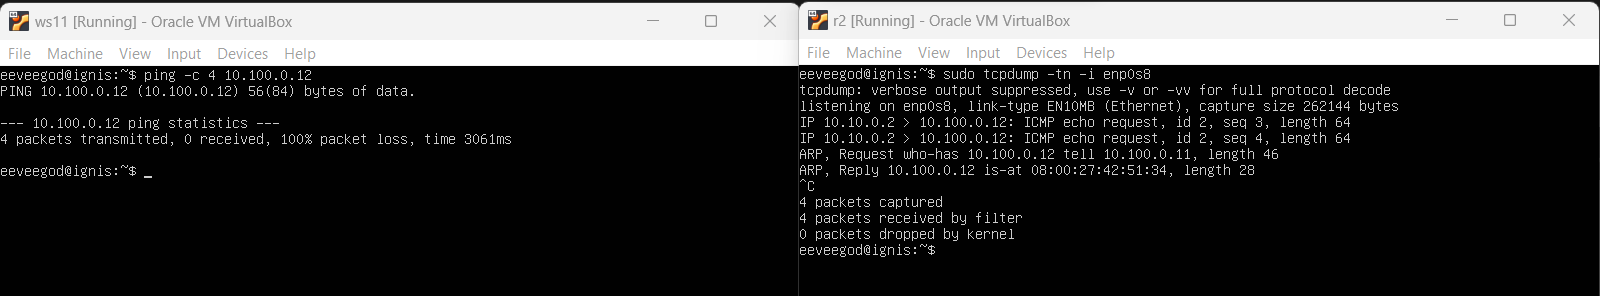 ws11 [Running] - Oracle VM VirtualBox
File Machine View Input Devices Help
eeveegod@ignis:~$ ping -c 4 10.100.0.12
PING 10.100.0.12 (10.100.0.12) 56(84) bytes of data.
--- 10.100.0.12 ping statistics ---
4 packets transmitted, 0 received, 100% packet loss, time 3061ms
eeveegod@ignis:~$ _
r2 [Running] - Oracle VM VirtualBox
File Machine View Input Devices Help
eeveegod@ignis:~$ sudo tcpdump -tn -i enp0s8
tcpdump: verbose output suppressed, use -v or -vv for full protocol decode
listening on enp0s8, link-type EN10MB (Ethernet), capture size 262144 bytes
IP 10.10.0.2 > 10.100.0.12: ICMP echo request, id 2, seq 3, length 64
IP 10.10.0.2 > 10.100.0.12: ICMP echo request, id 2, seq 4, length 64
ARP, Request who-has 10.100.0.12 tell 10.100.0.11, length 46
ARP, Reply 10.100.0.12 is-at 08:00:27:42:51:34, length 28
^C
4 packets captured
4 packets received by filter
0 packets dropped by kernel
eeveegod@ignis:~$